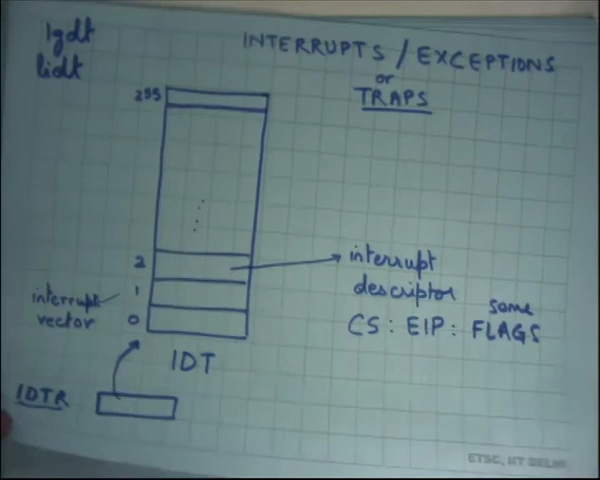 lgdt
lidt
INTERRUPTS / EXCEPTIONS
or
TRAPS
255
2
1
0
interrupt
vector
interrupt
descriptor
some
CS : EIP : FLAGS
IDT
IDTR
ETSC, IIT DELHI